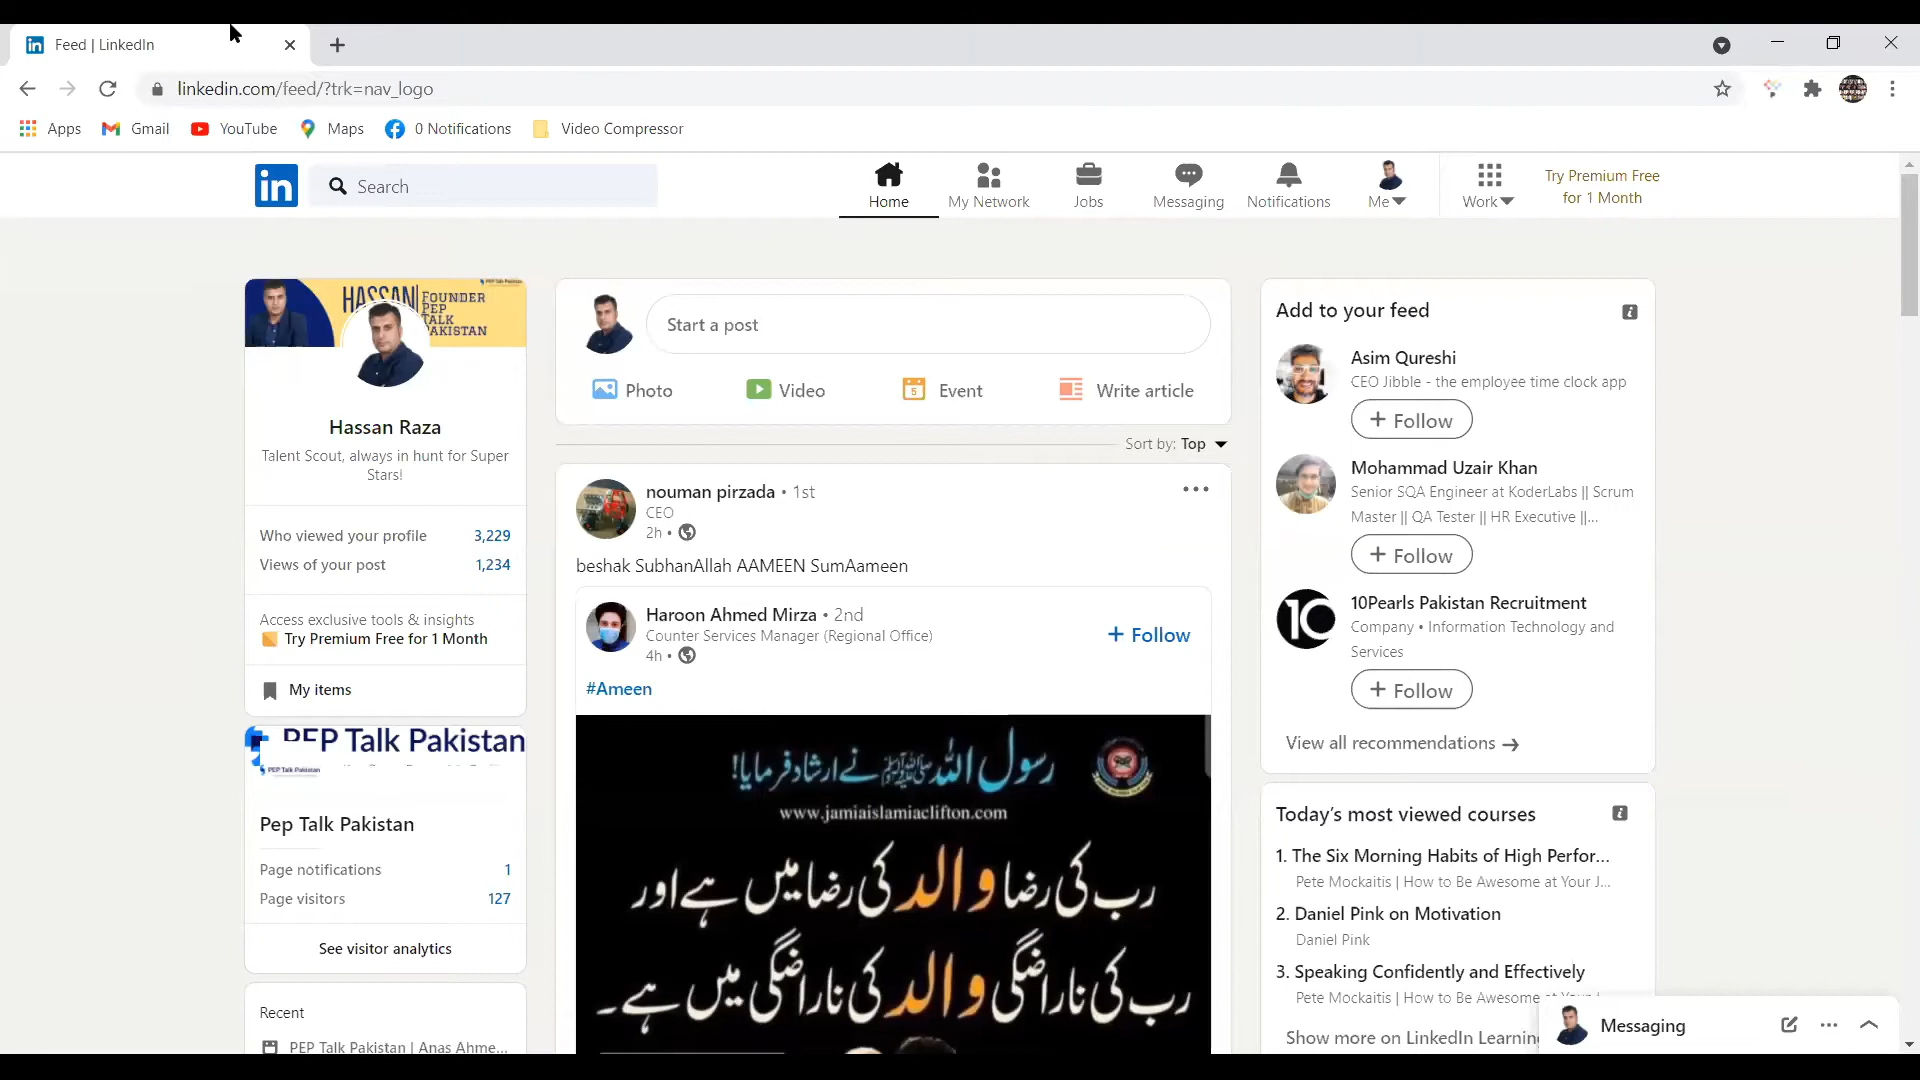 Feed | LinkedIn
linkedin.com/feed/?trk=nav_logo
Apps Gmail YouTube Maps 0 Notifications Video Compressor
in Search
Home My Network Jobs Messaging Notifications Me Work
Try Premium Free
for 1 Month
HASSAN FOUNDER
PEP
TALK
PAKISTAN
Hassan Raza
Talent Scout, always in hunt for Super
Stars!
Who viewed your profile 3,229
Views of your post 1,234
Access exclusive tools & insights
Try Premium Free for 1 Month
My items
PEP Talk Pakistan
PEP Talk Pakistan
Pep Talk Pakistan
Page notifications 1
Page visitors 127
See visitor analytics
Recent
PEP Talk Pakistan | Anas Ahme...
Start a post
Photo Video Event Write article
Sort by: Top
nouman pirzada • 1st
CEO
2h •
beshak SubhanAllah AAMEEN SumAameen
Haroon Ahmed Mirza • 2nd
Counter Services Manager (Regional Office)
4h •
+ Follow
#Ameen
رسول اللہ ﷺ نے ارشاد فرمایا!
www.jamiaislamiaclifton.com
رب کی رضا والد کی رضا میں ہے اور
رب کی ناراضگی والد کی ناراضگی میں ہے۔
Add to your feed
Asim Qureshi
CEO Jibble - the employee time clock app
+ Follow
Mohammad Uzair Khan
Senior SQA Engineer at KoderLabs || Scrum
Master || QA Tester || HR Executive ||...
+ Follow
10Pearls Pakistan Recruitment
Company • Information Technology and
Services
+ Follow
View all recommendations →
Today's most viewed courses
1. The Six Morning Habits of High Perfor...
Pete Mockaitis | How to Be Awesome at Your J...
2. Daniel Pink on Motivation
Daniel Pink
3. Speaking Confidently and Effectively
Pete Mockaitis | How to Be Awesome
Show more on LinkedIn Learning
Messaging